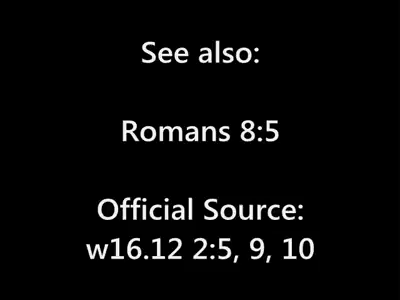 See also:
Romans 8:5
Official Source:
w16.12 2:5, 9, 10